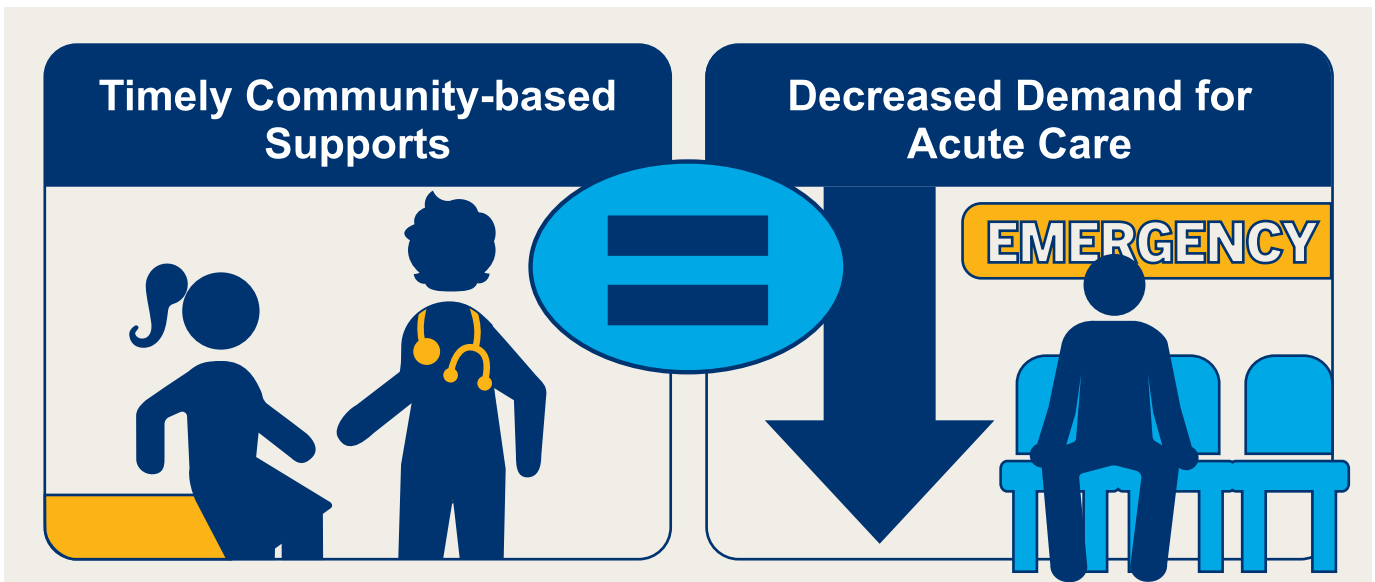 Timely Community-based
Supports
Decreased Demand for
Acute Care
EMERGENCY